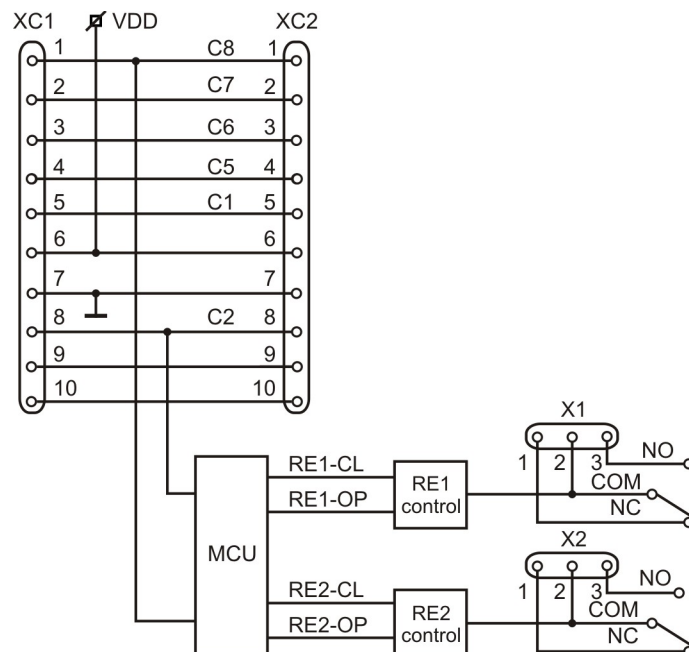 XC1 VDD XC2
1 C8 1
2 C7 2
3 C6 3
4 C5 4
5 C1 5
6 6
7 7
8 C2 8
9 9
10 10
X1
1 2 3 NO
COM
NC
RE1-CL
RE1-OP
RE1
control
MCU
X2
1 2 3 NO
COM
NC
RE2-CL
RE2-OP
RE2
control